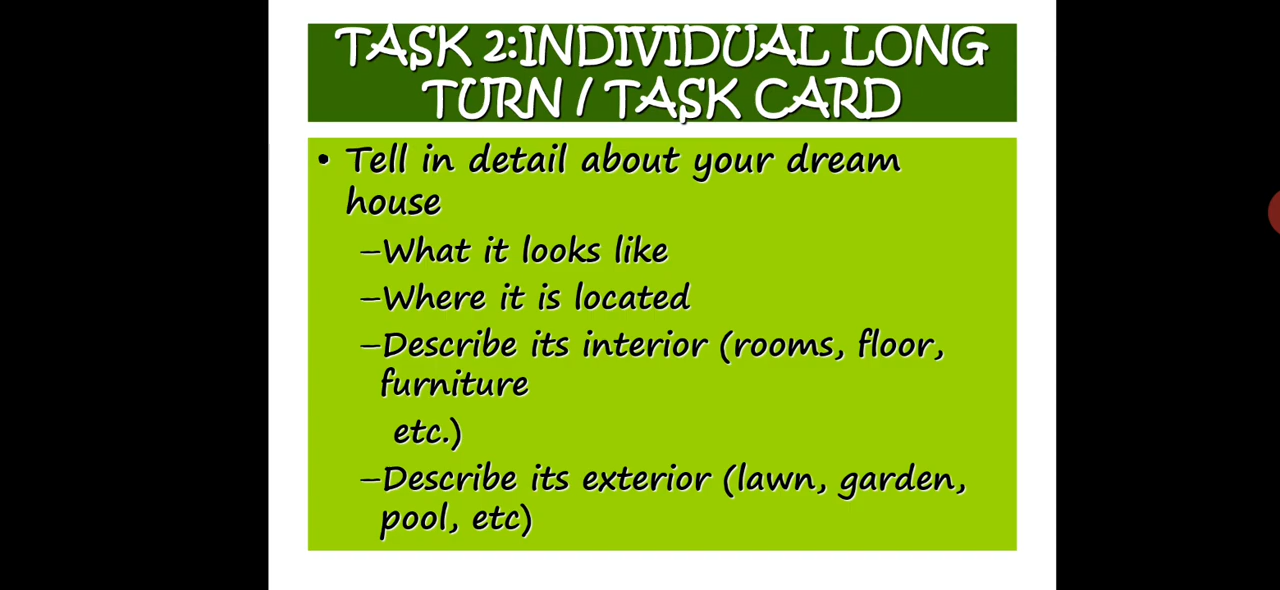 TASK 2:INDIVIDUAL LONG
TURN / TASK CARD
• Tell in detail about your dream
house
–What it looks like
–Where it is located
–Describe its interior (rooms, floor,
furniture
etc.)
–Describe its exterior (lawn, garden,
pool, etc)